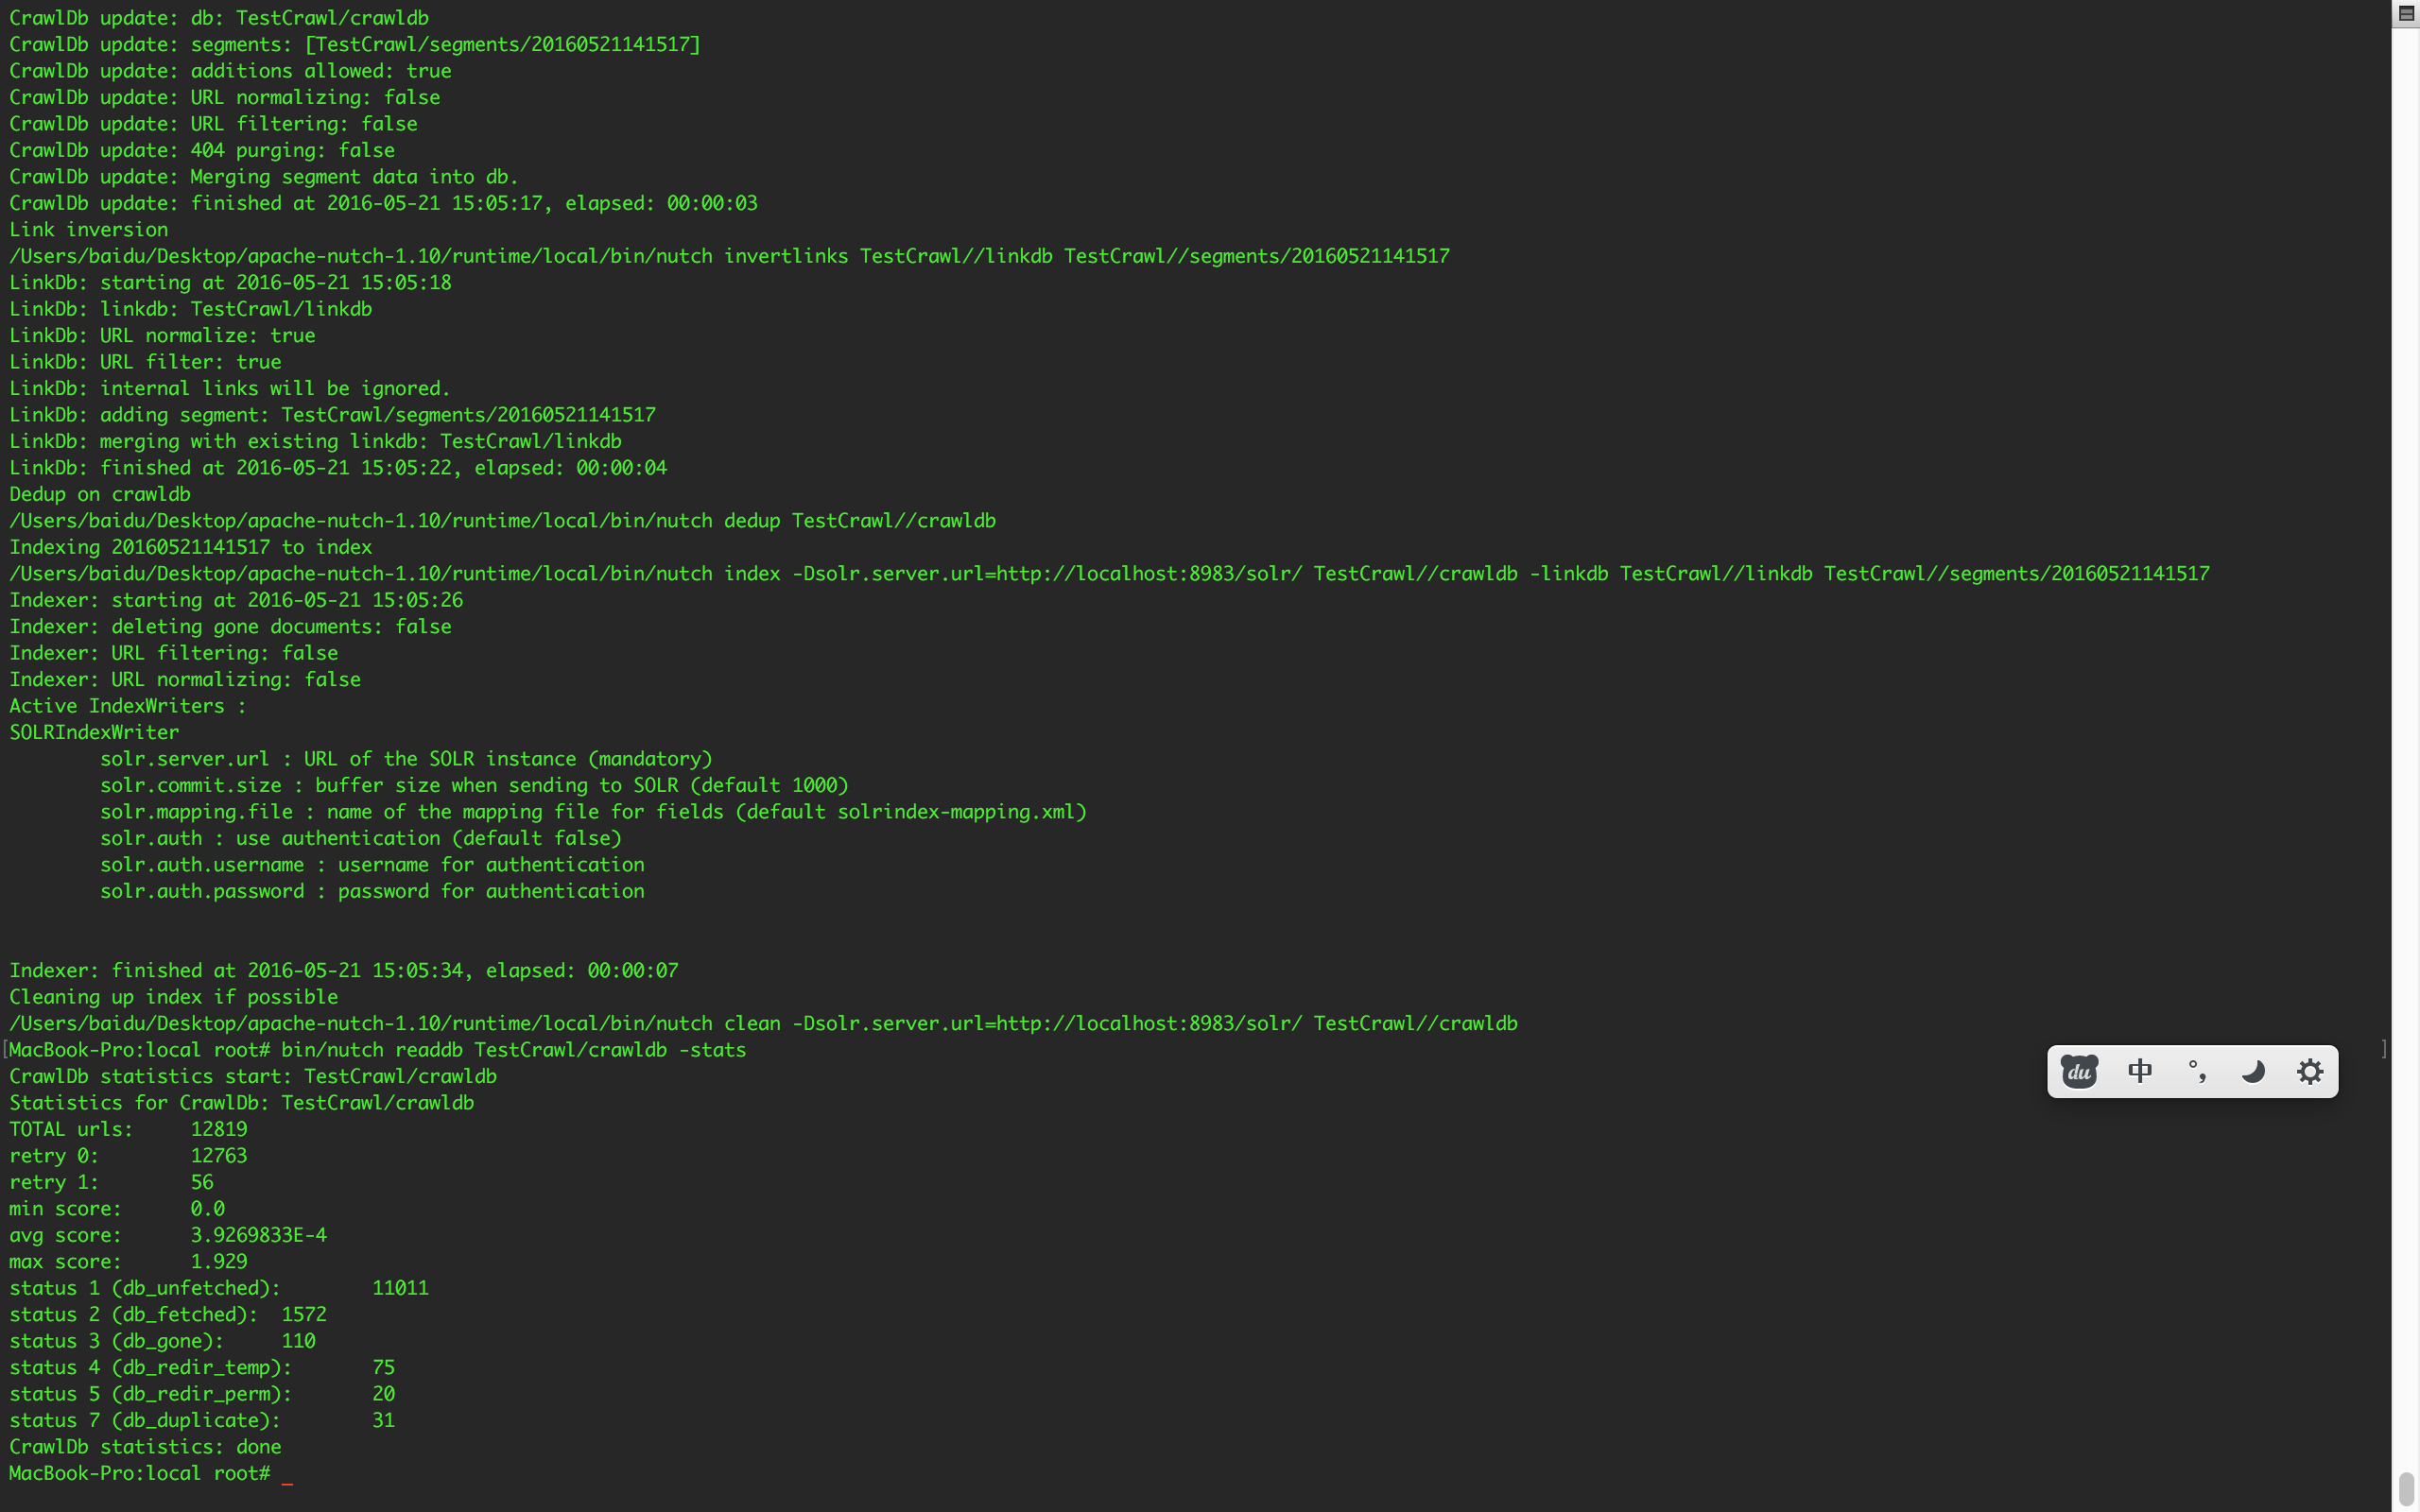 CrawlDb update: db: TestCrawl/crawldb
CrawlDb update: segments: [TestCrawl/segments/20160521141517]
CrawlDb update: additions allowed: true
CrawlDb update: URL normalizing: false
CrawlDb update: URL filtering: false
CrawlDb update: 404 purging: false
CrawlDb update: Merging segment data into db.
CrawlDb update: finished at 2016-05-21 15:05:17, elapsed: 00:00:03
Link inversion
/Users/baidu/Desktop/apache-nutch-1.10/runtime/local/bin/nutch invertlinks TestCrawl//linkdb TestCrawl//segments/20160521141517
LinkDb: starting at 2016-05-21 15:05:18
LinkDb: linkdb: TestCrawl/linkdb
LinkDb: URL normalize: true
LinkDb: URL filter: true
LinkDb: internal links will be ignored.
LinkDb: adding segment: TestCrawl/segments/20160521141517
LinkDb: merging with existing linkdb: TestCrawl/linkdb
LinkDb: finished at 2016-05-21 15:05:22, elapsed: 00:00:04
Dedup on crawldb
/Users/baidu/Desktop/apache-nutch-1.10/runtime/local/bin/nutch dedup TestCrawl//crawldb
Indexing 20160521141517 to index
/Users/baidu/Desktop/apache-nutch-1.10/runtime/local/bin/nutch index -Dsolr.server.url=http://localhost:8983/solr/ TestCrawl//crawldb -linkdb TestCrawl//linkdb TestCrawl//segments/20160521141517
Indexer: starting at 2016-05-21 15:05:26
Indexer: deleting gone documents: false
Indexer: URL filtering: false
Indexer: URL normalizing: false
Active IndexWriters :
SOLRIndexWriter
solr.server.url : URL of the SOLR instance (mandatory)
solr.commit.size : buffer size when sending to SOLR (default 1000)
solr.mapping.file : name of the mapping file for fields (default solrindex-mapping.xml)
solr.auth : use authentication (default false)
solr.auth.username : username for authentication
solr.auth.password : password for authentication
Indexer: finished at 2016-05-21 15:05:34, elapsed: 00:00:07
Cleaning up index if possible
/Users/baidu/Desktop/apache-nutch-1.10/runtime/local/bin/nutch clean -Dsolr.server.url=http://localhost:8983/solr/ TestCrawl//crawldb
[MacBook-Pro:local root# bin/nutch readdb TestCrawl/crawldb -stats ]
CrawlDb statistics start: TestCrawl/crawldb
du 中 °,
Statistics for CrawlDb: TestCrawl/crawldb
TOTAL urls: 12819
retry 0: 12763
retry 1: 56
min score: 0.0
avg score: 3.9269833E-4
max score: 1.929
status 1 (db_unfetched): 11011
status 2 (db_fetched): 1572
status 3 (db_gone): 110
status 4 (db_redir_temp): 75
status 5 (db_redir_perm): 20
status 7 (db_duplicate): 31
CrawlDb statistics: done
MacBook-Pro:local root# _